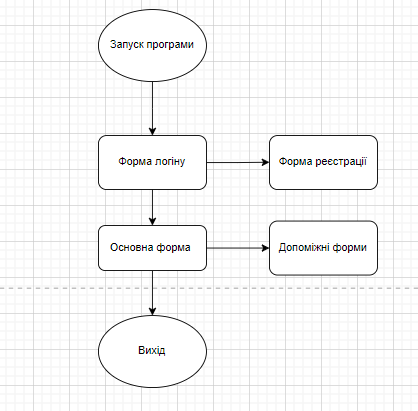 Запуск програми
Форма логіну
Форма реєстрації
Основна форма
Допоміжні форми
Вихід